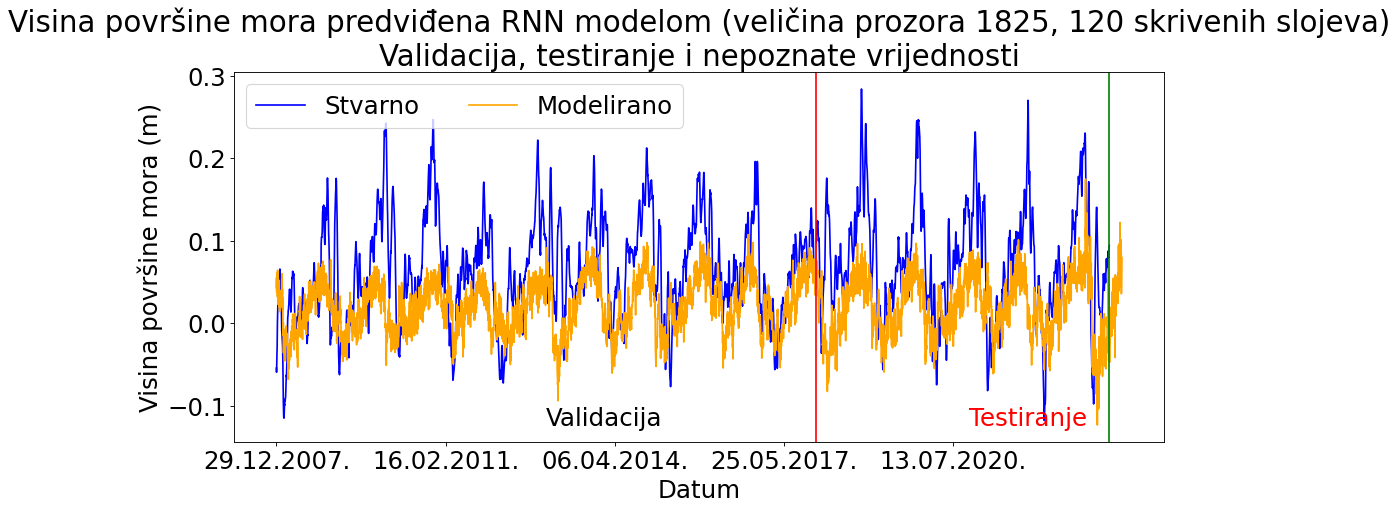 Visina površine mora predviđena RNN modelom (veličina prozora 1825, 120 skrivenih slojeva)
Validacija, testiranje i nepoznate vrijednosti
Stvarno Modelirano
Visina površine mora (m)
0.3
0.2
0.1
0.0
−0.1
Validacija Testiranje
29.12.2007. 16.02.2011. 06.04.2014. 25.05.2017. 13.07.2020.
Datum